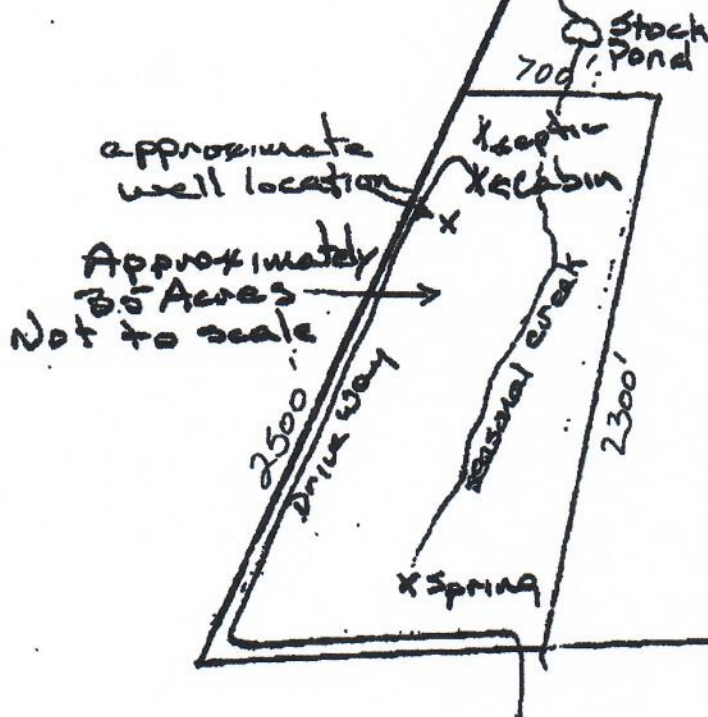 Stock
Pond
700'
X septic
X cabin
approximate
well location
X
Approximately
35 Acres
Not to scale
seasonal creek
2300'
2500'
Drive way
X Spring